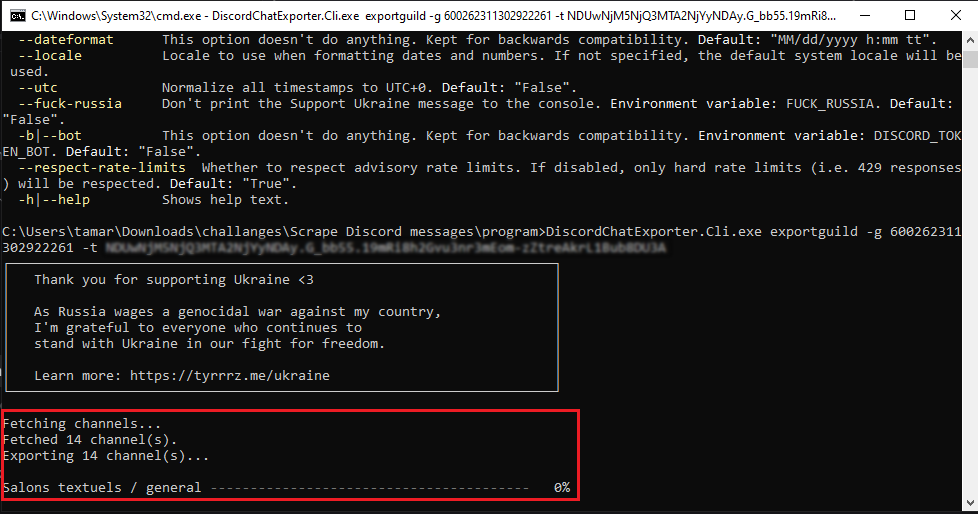 C:\Windows\System32\cmd.exe - DiscordChatExporter.Cli.exe exportguild -g 600262311302922261 -t NDUwNjM5NjQ3MTA2NjYyNDAy.G_bb55.19mRi8...
--dateformat This option doesn't do anything. Kept for backwards compatibility. Default: "MM/dd/yyyy h:mm tt".
--locale Locale to use when formatting dates and numbers. If not specified, the default system locale will be
used.
--utc Normalize all timestamps to UTC+0. Default: "False".
--fuck-russia Don't print the Support Ukraine message to the console. Environment variable: FUCK_RUSSIA. Default:
"False".
-b|--bot This option doesn't do anything. Kept for backwards compatibility. Environment variable: DISCORD_TOK
EN_BOT. Default: "False".
--respect-rate-limits Whether to respect advisory rate limits. If disabled, only hard rate limits (i.e. 429 responses
) will be respected. Default: "True".
-h|--help Shows help text.
C:\Users\tamar\Downloads\challanges\Scrape Discord messages\program>DiscordChatExporter.Cli.exe exportguild -g 600262311
302922261 -t
Thank you for supporting Ukraine <3
As Russia wages a genocidal war against my country,
I'm grateful to everyone who continues to
stand with Ukraine in our fight for freedom.
Learn more: https://tyrrrz.me/ukraine
Fetching channels...
Fetched 14 channel(s).
Exporting 14 channel(s)...
Salons textuels / general ---------------------------------------- 0%